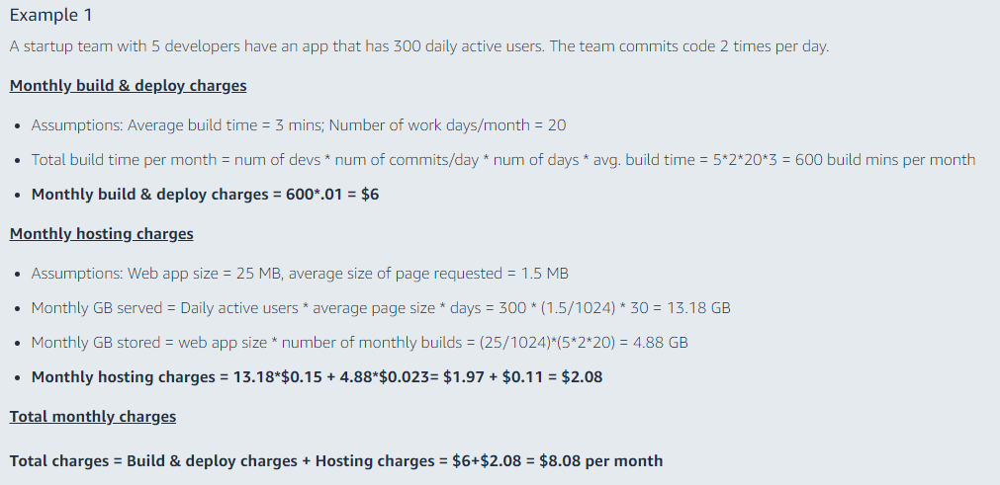 Example 1
A startup team with 5 developers have an app that has 300 daily active users. The team commits code 2 times per day.
Monthly build & deploy charges
• Assumptions: Average build time = 3 mins; Number of work days/month = 20
• Total build time per month = num of devs * num of commits/day * num of days * avg. build time = 5*2*20*3 = 600 build mins per month
• Monthly build & deploy charges = 600*.01 = $6
Monthly hosting charges
• Assumptions: Web app size = 25 MB, average size of page requested = 1.5 MB
• Monthly GB served = Daily active users * average page size * days = 300 * (1.5/1024) * 30 = 13.18 GB
• Monthly GB stored = web app size * number of monthly builds = (25/1024)*(5*2*20) = 4.88 GB
• Monthly hosting charges = 13.18*$0.15 + 4.88*$0.023= $1.97 + $0.11 = $2.08
Total monthly charges
Total charges = Build & deploy charges + Hosting charges = $6+$2.08 = $8.08 per month